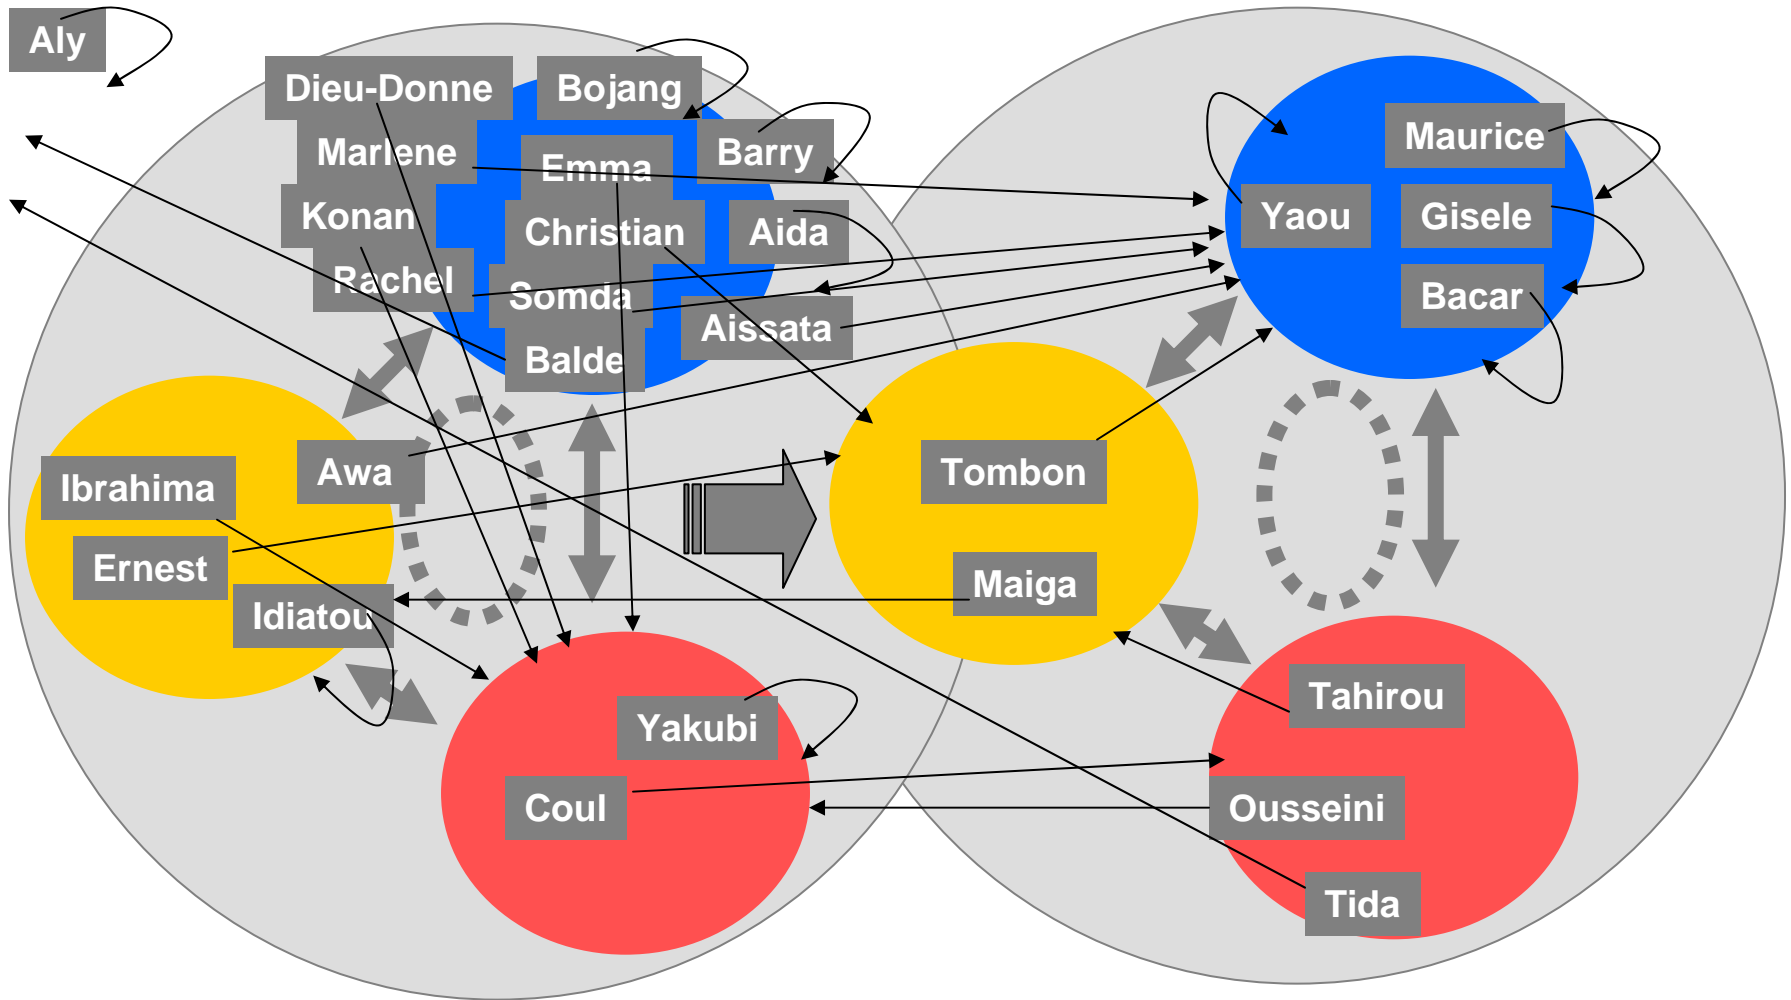 Aly
Dieu-Donne
Bojang
Marlene
Emma
Barry
Konan
Christian
Aida
Rachel
Somda
Aissata
Balde
Maurice
Yaou
Gisele
Bacar
Awa
Ibrahima
Ernest
Idiatou
Tombon
Maiga
Yakubi
Coul
Tahirou
Ousseini
Tida